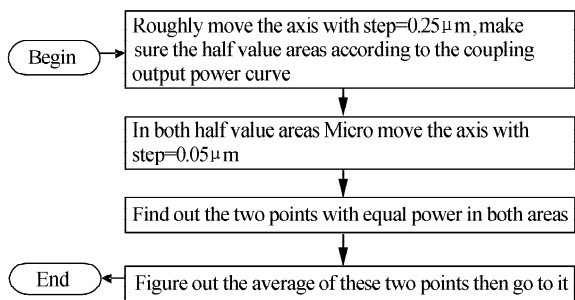 Begin
Roughly move the axis with step=0.25μm,make
sure the half value areas according to the coupling
output power curve
In both half value areas Micro move the axis with
step=0.05μm
Find out the two points with equal power in both areas
End
Figure out the average of these two points then go to it